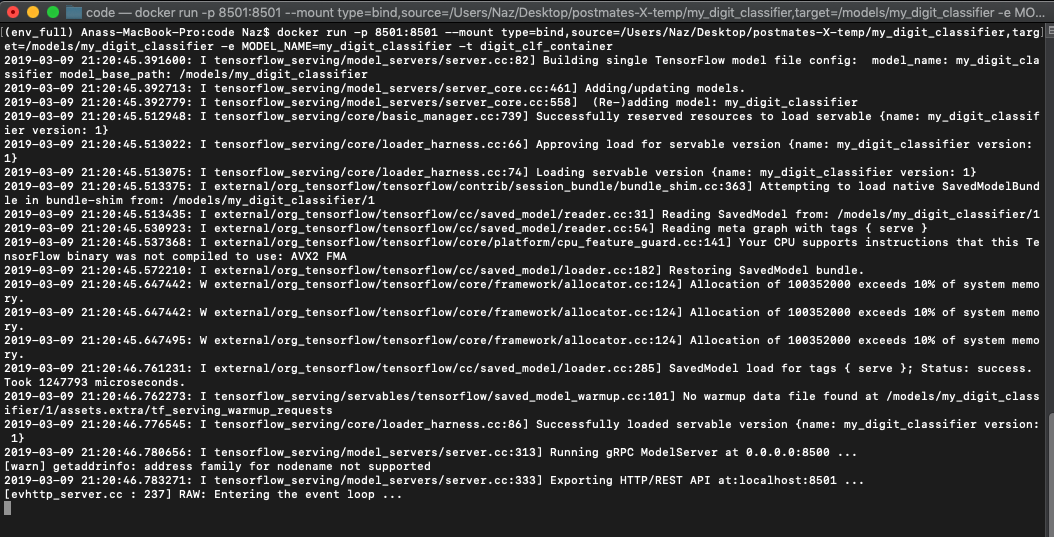 code — docker run -p 8501:8501 --mount type=bind,source=/Users/Naz/Desktop/postmates-X-temp/my_digit_classifier,target=/models/my_digit_classifier -e MO...
[(env_full) Anass-MacBook-Pro:code Naz$ docker run -p 8501:8501 --mount type=bind,source=/Users/Naz/Desktop/postmates-X-temp/my_digit_classifier,targ]
et=/models/my_digit_classifier -e MODEL_NAME=my_digit_classifier -t digit_clf_container
2019-03-09 21:20:45.391600: I tensorflow_serving/model_servers/server.cc:82] Building single TensorFlow model file config:  model_name: my_digit_cla
ssifier model_base_path: /models/my_digit_classifier
2019-03-09 21:20:45.392713: I tensorflow_serving/model_servers/server_core.cc:461] Adding/updating models.
2019-03-09 21:20:45.392779: I tensorflow_serving/model_servers/server_core.cc:558]  (Re-)adding model: my_digit_classifier
2019-03-09 21:20:45.512948: I tensorflow_serving/core/basic_manager.cc:739] Successfully reserved resources to load servable {name: my_digit_classif
ier version: 1}
2019-03-09 21:20:45.513022: I tensorflow_serving/core/loader_harness.cc:66] Approving load for servable version {name: my_digit_classifier version:
1}
2019-03-09 21:20:45.513075: I tensorflow_serving/core/loader_harness.cc:74] Loading servable version {name: my_digit_classifier version: 1}
2019-03-09 21:20:45.513375: I external/org_tensorflow/tensorflow/contrib/session_bundle/bundle_shim.cc:363] Attempting to load native SavedModelBund
le in bundle-shim from: /models/my_digit_classifier/1
2019-03-09 21:20:45.513435: I external/org_tensorflow/tensorflow/cc/saved_model/reader.cc:31] Reading SavedModel from: /models/my_digit_classifier/1
2019-03-09 21:20:45.530923: I external/org_tensorflow/tensorflow/cc/saved_model/reader.cc:54] Reading meta graph with tags { serve }
2019-03-09 21:20:45.537368: I external/org_tensorflow/tensorflow/core/platform/cpu_feature_guard.cc:141] Your CPU supports instructions that this Te
nsorFlow binary was not compiled to use: AVX2 FMA
2019-03-09 21:20:45.572210: I external/org_tensorflow/tensorflow/cc/saved_model/loader.cc:182] Restoring SavedModel bundle.
2019-03-09 21:20:45.647442: W external/org_tensorflow/tensorflow/core/framework/allocator.cc:124] Allocation of 100352000 exceeds 10% of system memo
ry.
2019-03-09 21:20:45.647442: W external/org_tensorflow/tensorflow/core/framework/allocator.cc:124] Allocation of 100352000 exceeds 10% of system memo
ry.
2019-03-09 21:20:45.647495: W external/org_tensorflow/tensorflow/core/framework/allocator.cc:124] Allocation of 100352000 exceeds 10% of system memo
ry.
2019-03-09 21:20:46.761231: I external/org_tensorflow/tensorflow/cc/saved_model/loader.cc:285] SavedModel load for tags { serve }; Status: success.
Took 1247793 microseconds.
2019-03-09 21:20:46.762273: I tensorflow_serving/servables/tensorflow/saved_model_warmup.cc:101] No warmup data file found at /models/my_digit_class
ifier/1/assets.extra/tf_serving_warmup_requests
2019-03-09 21:20:46.776545: I tensorflow_serving/core/loader_harness.cc:86] Successfully loaded servable version {name: my_digit_classifier version:
 1}
2019-03-09 21:20:46.780656: I tensorflow_serving/model_servers/server.cc:313] Running gRPC ModelServer at 0.0.0.0:8500 ...
[warn] getaddrinfo: address family for nodename not supported
2019-03-09 21:20:46.783271: I tensorflow_serving/model_servers/server.cc:333] Exporting HTTP/REST API at:localhost:8501 ...
[evhttp_server.cc : 237] RAW: Entering the event loop ...